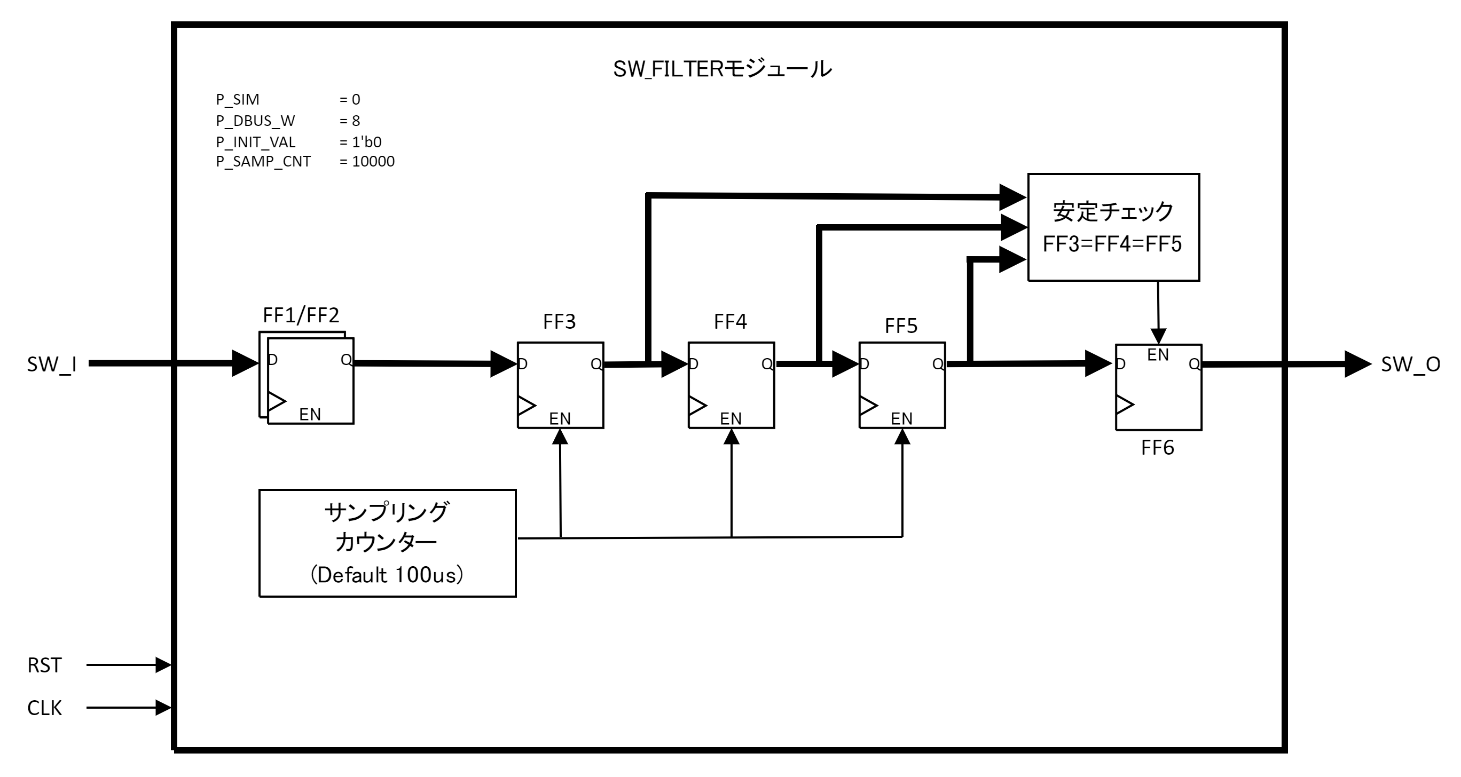 SW_FILTERモジュール
P_SIM = 0
P_DBUS_W = 8
P_INIT_VAL = 1'b0
P_SAMP_CNT = 10000
安定チェック
FF3=FF4=FF5
FF1/FF2
FF3
FF4
FF5
SW_I
D Q
EN
D Q
EN
D Q
EN
D Q
EN
D Q
EN
FF6
SW_O
サンプリング
カウンター
(Default 100us)
RST
CLK